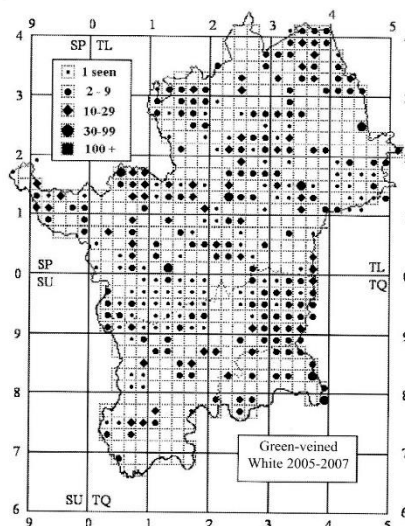 9 0 1 2 3 4 5
4 4
SP TL
1 seen
2 - 9
10-29
30-99
100 +
3 3
2 2
1 1
0 SP TL 0
SU TQ
9 9
8 8
7 7
Green-veined
White 2005-2007
SU TQ
6 6
9 0 1 2 3 4 5